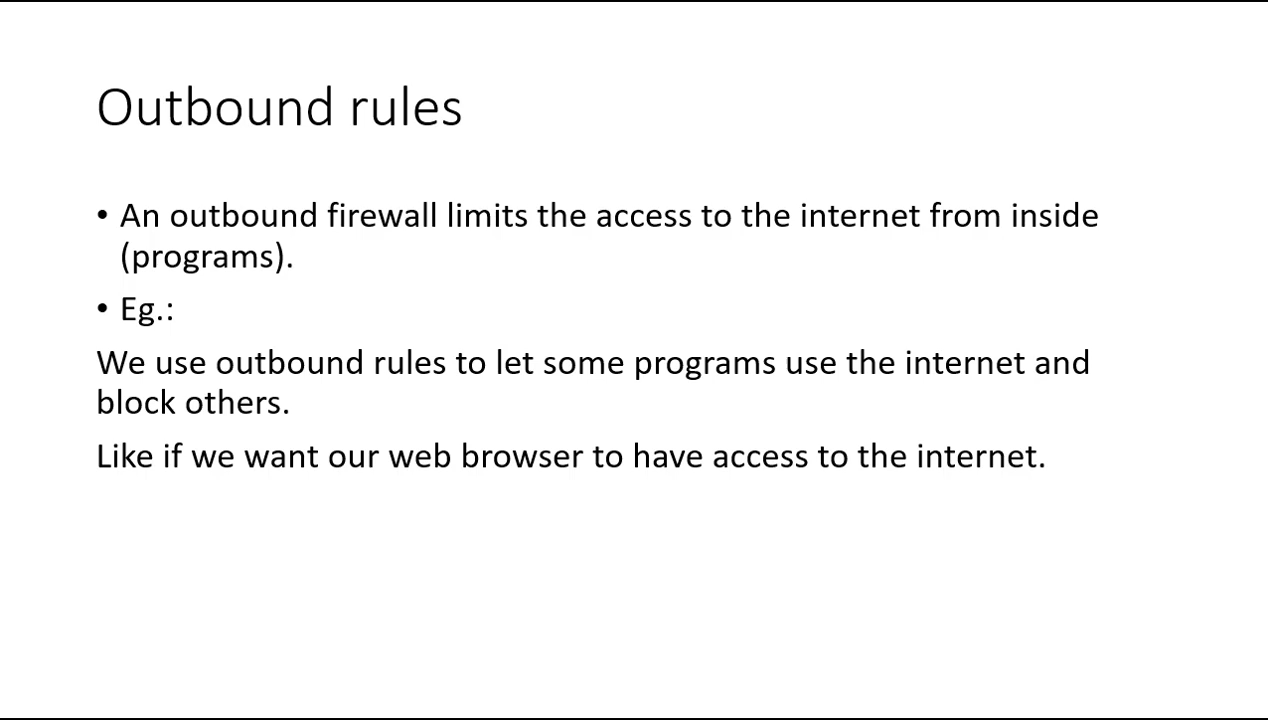 Outbound rules
• An outbound firewall limits the access to the internet from inside
(programs).
• Eg.:
We use outbound rules to let some programs use the internet and
block others.
Like if we want our web browser to have access to the internet.